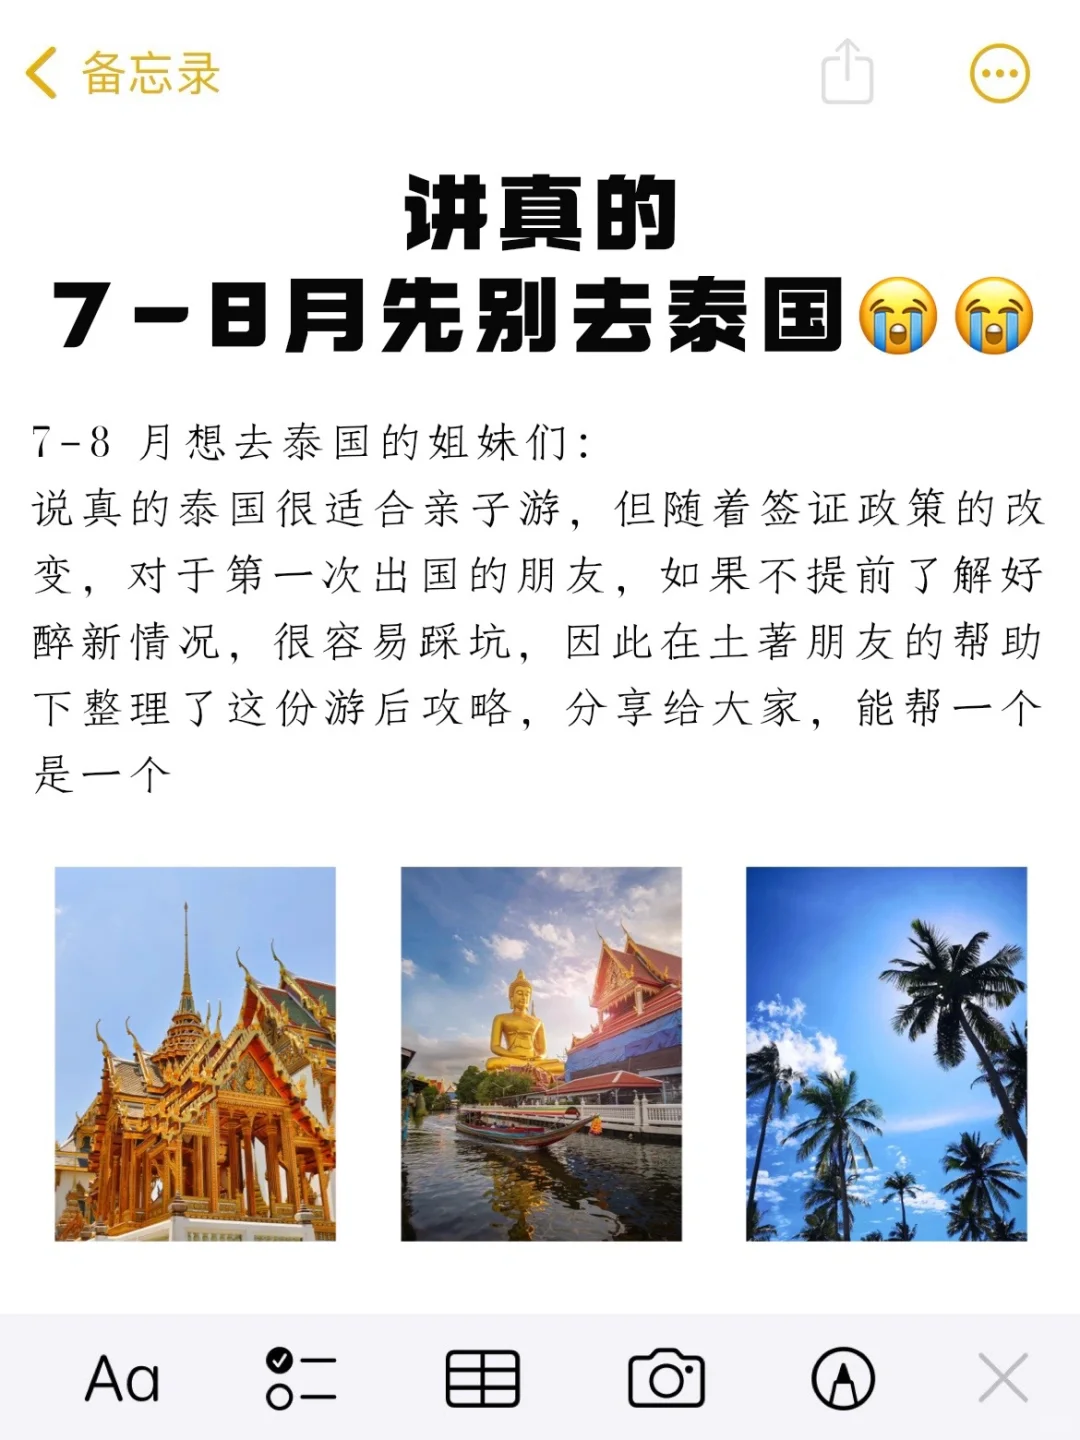 备忘录
讲真的
7-8月先别去泰国😭😭
7-8 月想去泰国的姐妹们：
说真的泰国很适合亲子游，但随着签证政策的改
变，对于第一次出国的朋友，如果不提前了解好
醉新情况，很容易踩坑，因此在土著朋友的帮助
下整理了这份游后攻略，分享给大家，能帮一个
是一个
Aa